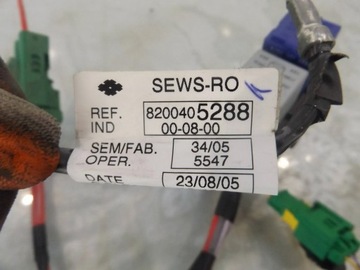 SEWS-RO
REF. 8200405288
IND 00-08-00
SEM/FAB. 34/05
OPER. 5547
DATE 23/08/05